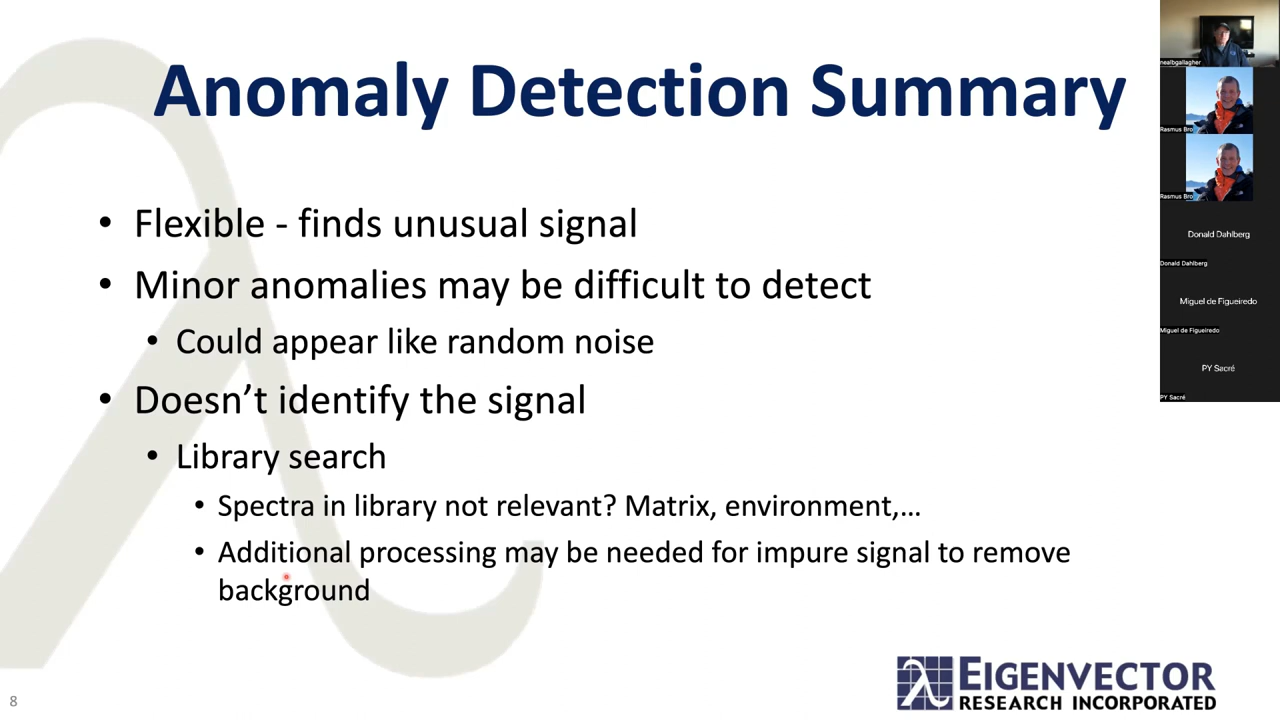 Anomaly Detection Summary
• Flexible - finds unusual signal
• Minor anomalies may be difficult to detect
• Could appear like random noise
• Doesn’t identify the signal
• Library search
• Spectra in library not relevant? Matrix, environment,…
• Additional processing may be needed for impure signal to remove
background
8
EIGENVECTOR
RESEARCH INCORPORATED
nealbgallagher
Rasmus Bro
Rasmus Bro
Donald Dahlberg
Donald Dahlberg
Miguel de Figueiredo
Miguel de Figueiredo
PY Sacré
PY Sacré